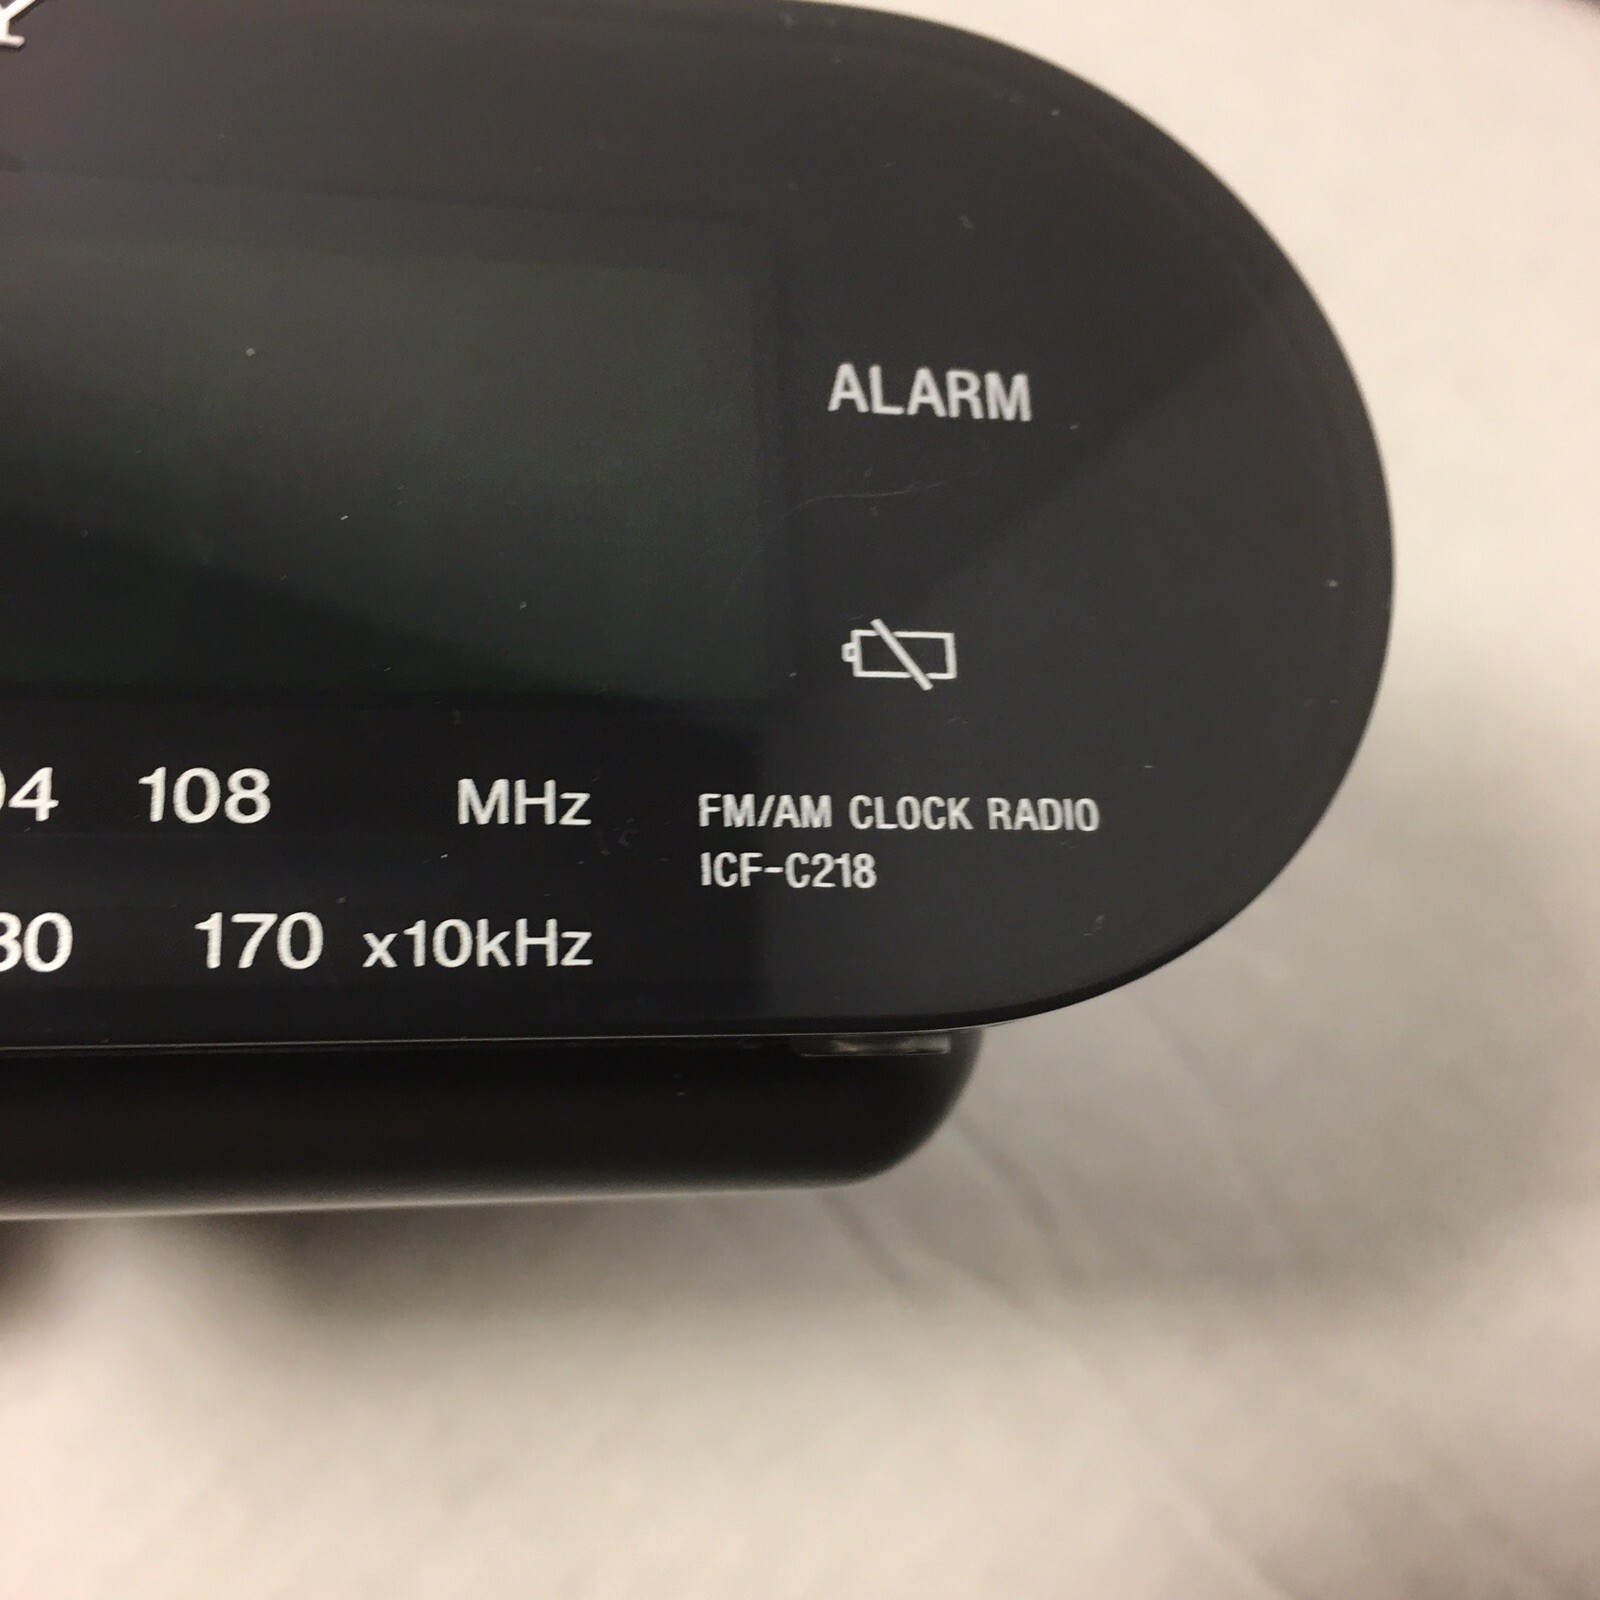 Y
ALARM
04 108 MHz
FM/AM CLOCK RADIO
ICF-C218
30 170 x10kHz